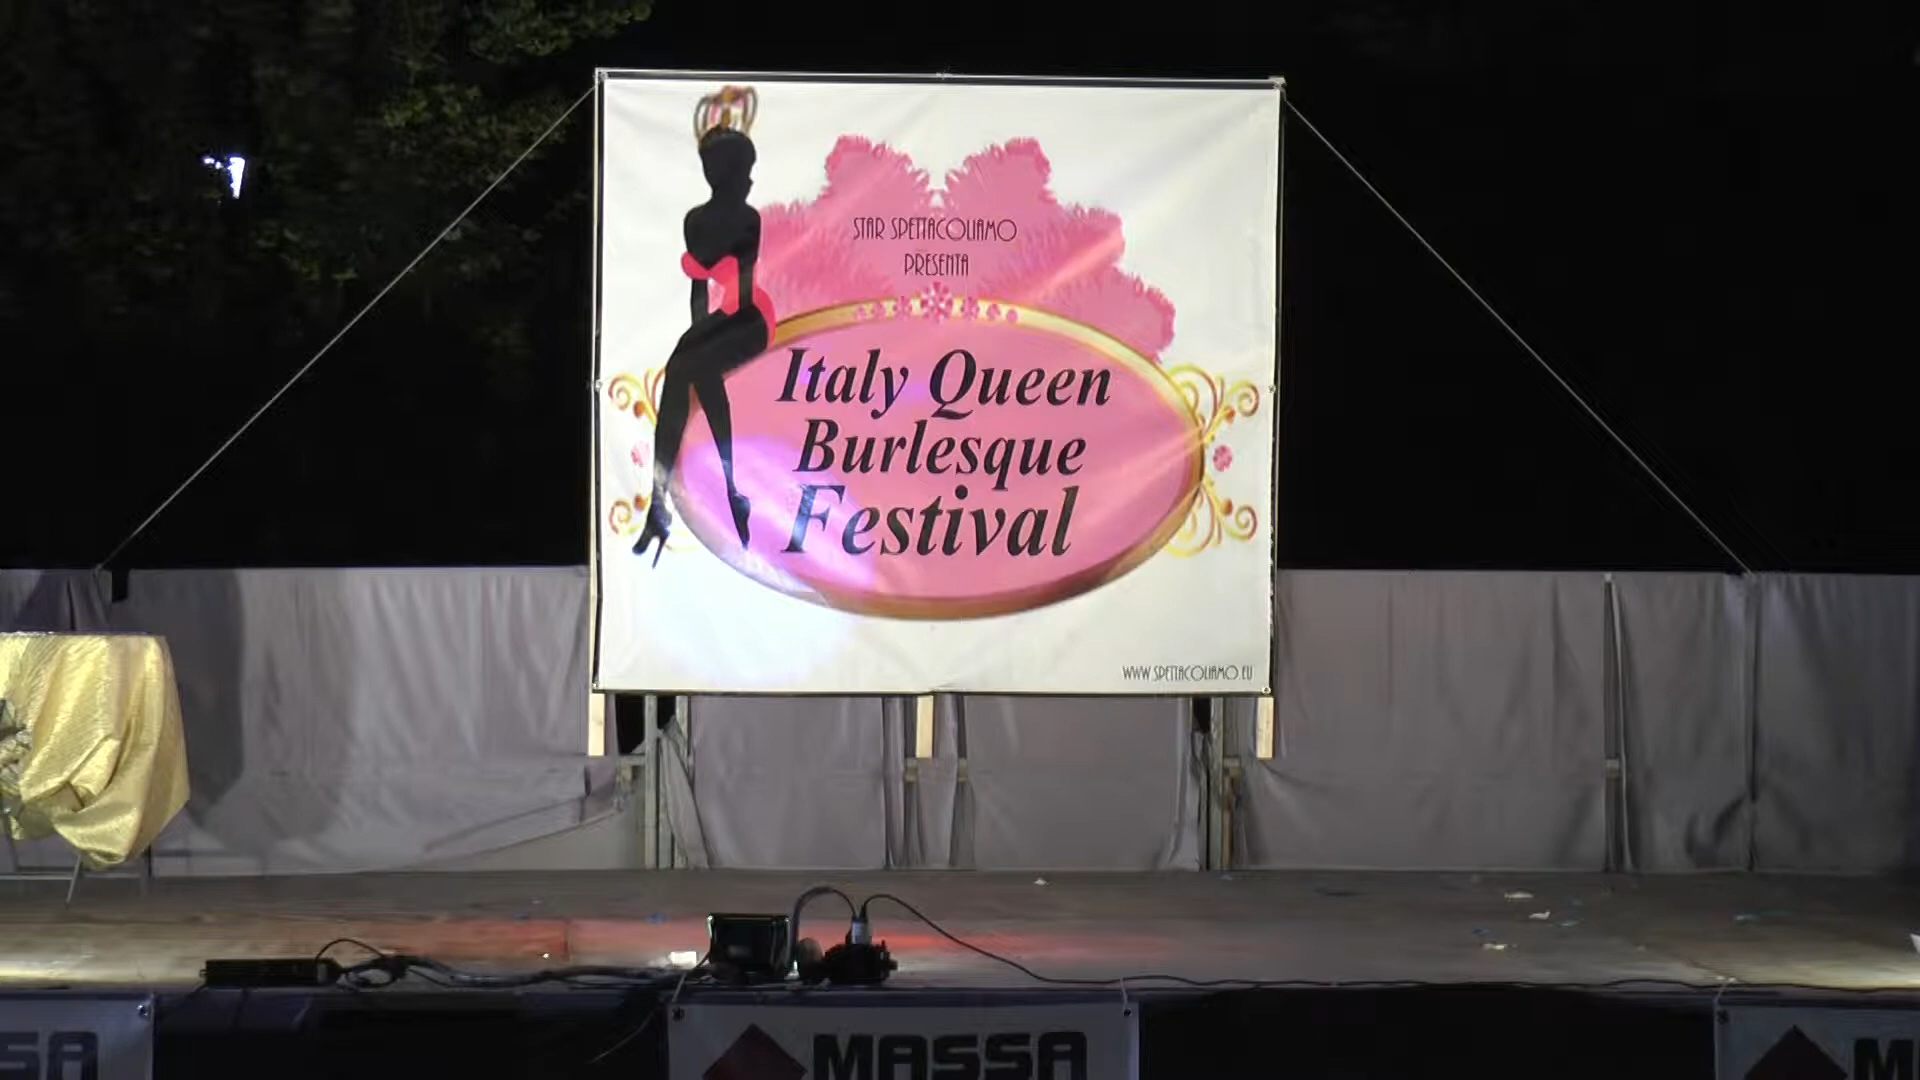 STAR SPETTACOLIAMO
PRESENTA
Italy Queen
Burlesque
Festival
WWW.SPETTACOLIAMO.EU
MASSA